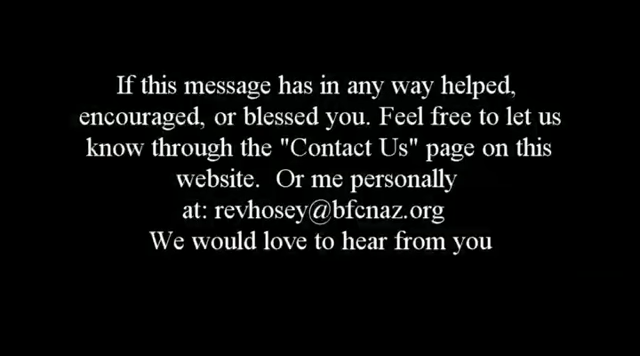 If this message has in any way helped,
encouraged, or blessed you. Feel free to let us
know through the "Contact Us" page on this
website.  Or me personally
at: revhosey@bfcnaz.org
We would love to hear from you